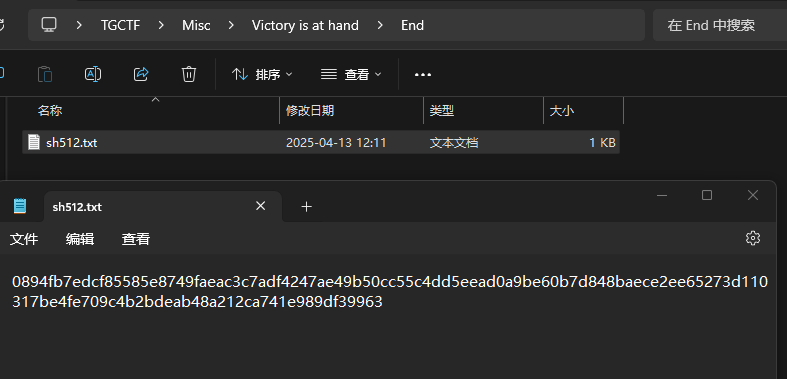 TGCTF > Misc > Victory is at hand > End
在 End 中搜索
排序
查看
名称
修改日期
类型
大小
sh512.txt
2025-04-13 12:11
文本文档
1 KB
sh512.txt
文件
编辑
查看
0894fb7edcf85585e8749faeac3c7adf4247ae49b50cc55c4dd5eead0a9be60b7d848baece2ee65273d110
317be4fe709c4b2bdeab48a212ca741e989df39963